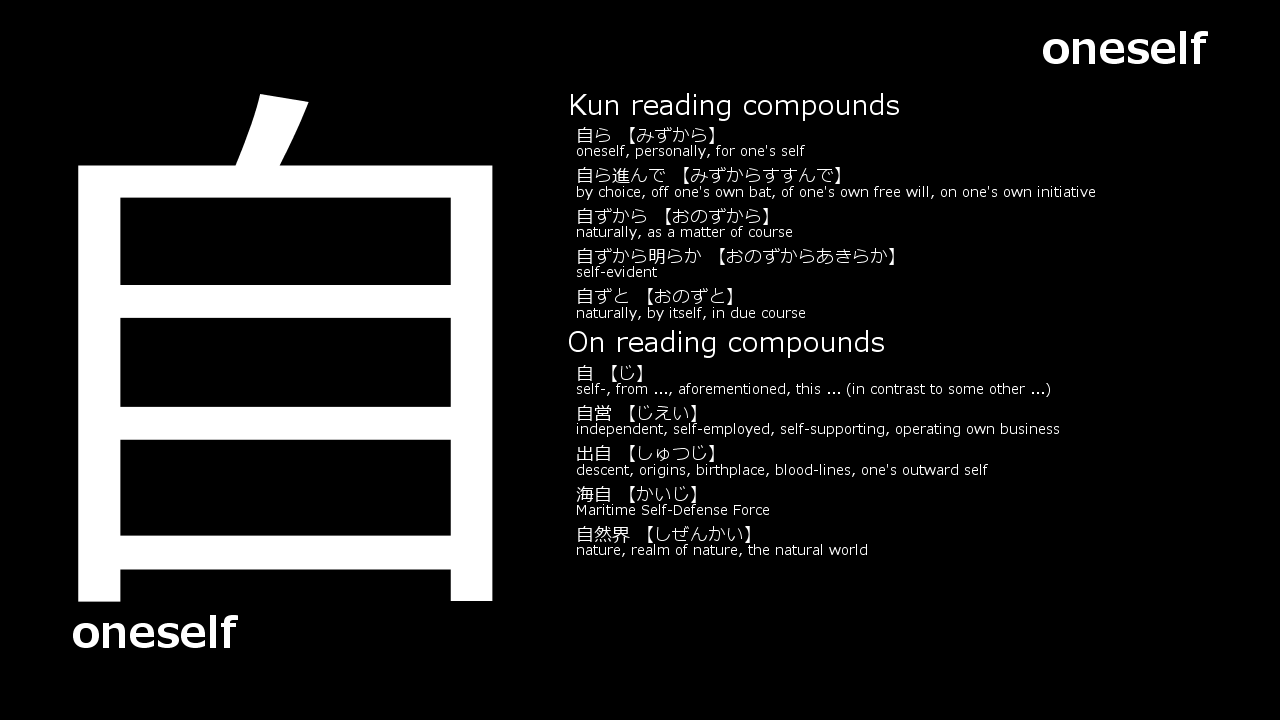 oneself
自
oneself
Kun reading compounds
自ら 【みずから】
oneself, personally, for one's self
自ら進んで 【みずからすすんで】
by choice, off one's own bat, of one's own free will, on one's own initiative
自ずから 【おのずから】
naturally, as a matter of course
自ずから明らか 【おのずからあきらか】
self-evident
自ずと 【おのずと】
naturally, by itself, in due course
On reading compounds
自 【じ】
self-, from ..., aforementioned, this ... (in contrast to some other ...)
自営 【じえい】
independent, self-employed, self-supporting, operating own business
出自 【しゅつじ】
descent, origins, birthplace, blood-lines, one's outward self
海自 【かいじ】
Maritime Self-Defense Force
自然界 【しぜんかい】
nature, realm of nature, the natural world